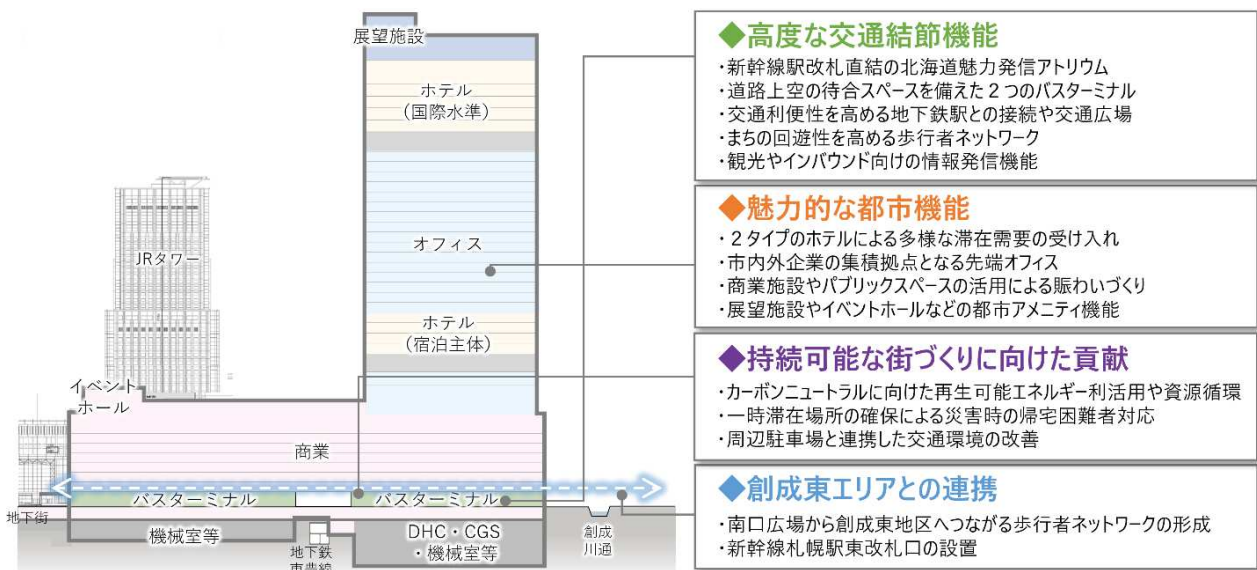 展望施設
ホテル
(国際水準)
オフィス
ホテル
(宿泊主体)
JRタワー
イベント
ホール
商業
バスターミナル
バスターミナル
地下街
機械室等
地下鉄
東豊線
DHC・CGS
・機械室等
創成
川通
◆高度な交通結節機能
・新幹線駅改札直結の北海道魅力発信アトリウム
・道路上空の待合スペースを備えた２つのバスターミナル
・交通利便性を高める地下鉄駅との接続や交通広場
・まちの回遊性を高める歩行者ネットワーク
・観光やインバウンド向けの情報発信機能
◆魅力的な都市機能
・２タイプのホテルによる多様な滞在需要の受け入れ
・市内外企業の集積拠点となる先端オフィス
・商業施設やパブリックスペースの活用による賑わいづくり
・展望施設やイベントホールなどの都市アメニティ機能
◆持続可能な街づくりに向けた貢献
・カーボンニュートラルに向けた再生可能エネルギー利活用や資源循環
・一時滞在場所の確保による災害時の帰宅困難者対応
・周辺駐車場と連携した交通環境の改善
◆創成東エリアとの連携
・南口広場から創成東地区へつながる歩行者ネットワークの形成
・新幹線札幌駅東改札口の設置